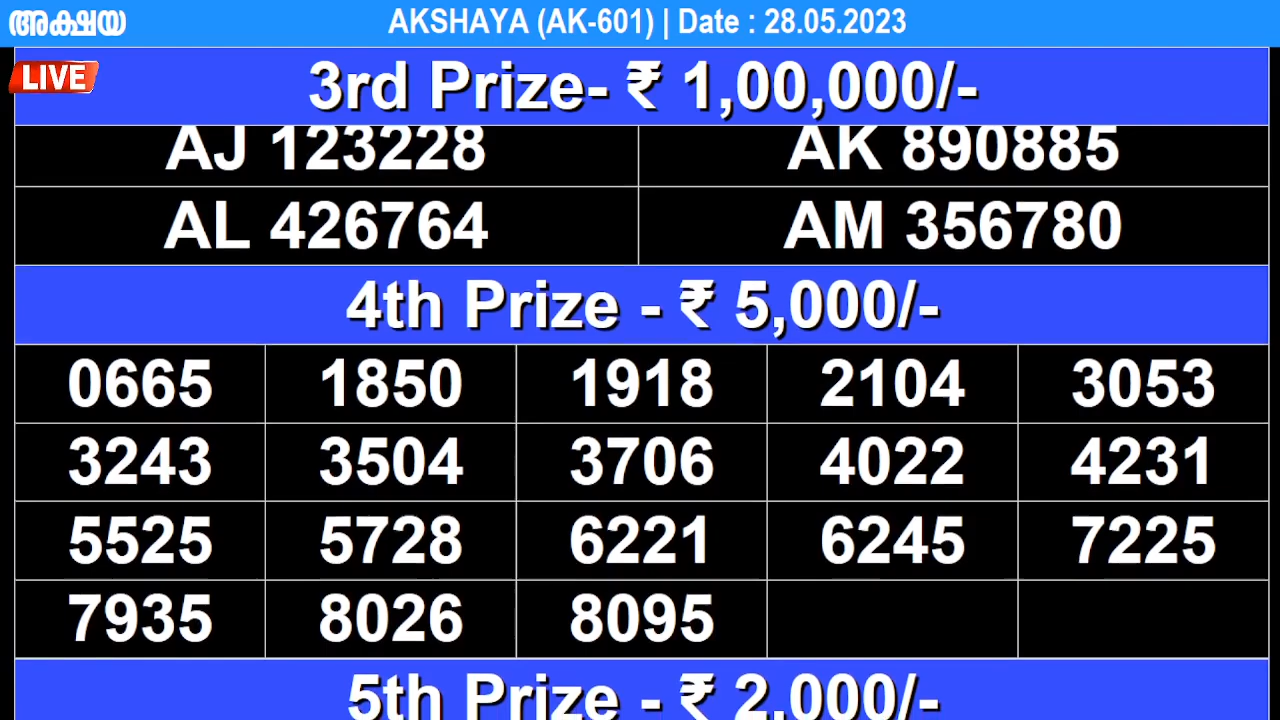 അക്ഷയ AKSHAYA (AK-601) | Date : 28.05.2023
LIVE
3rd Prize- ₹ 1,00,000/-
AJ 123228 AK 890885
AL 426764 AM 356780
4th Prize - ₹ 5,000/-
0665 1850 1918 2104 3053
3243 3504 3706 4022 4231
5525 5728 6221 6245 7225
7935 8026 8095
5th Prize - ₹ 2,000/-